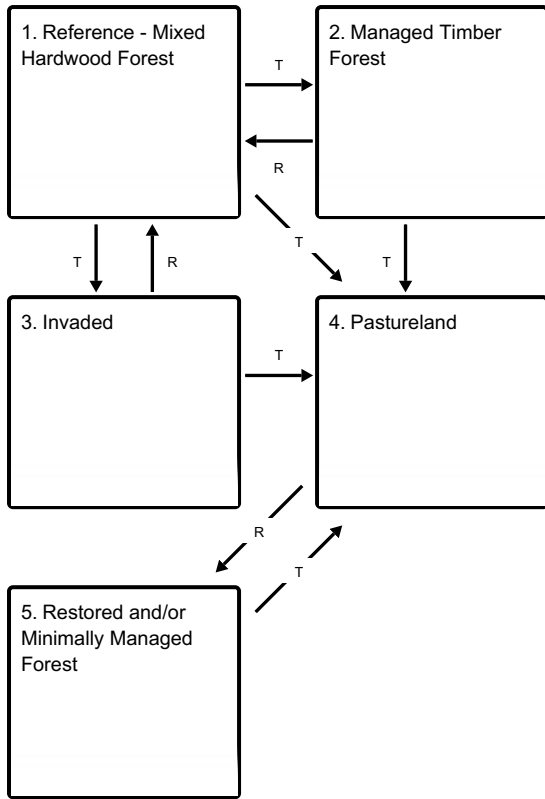 1. Reference - Mixed
Hardwood Forest
T
2. Managed Timber
Forest
R
T
R
T
T
3. Invaded
T
4. Pastureland
R
T
5. Restored and/or
Minimally Managed
Forest